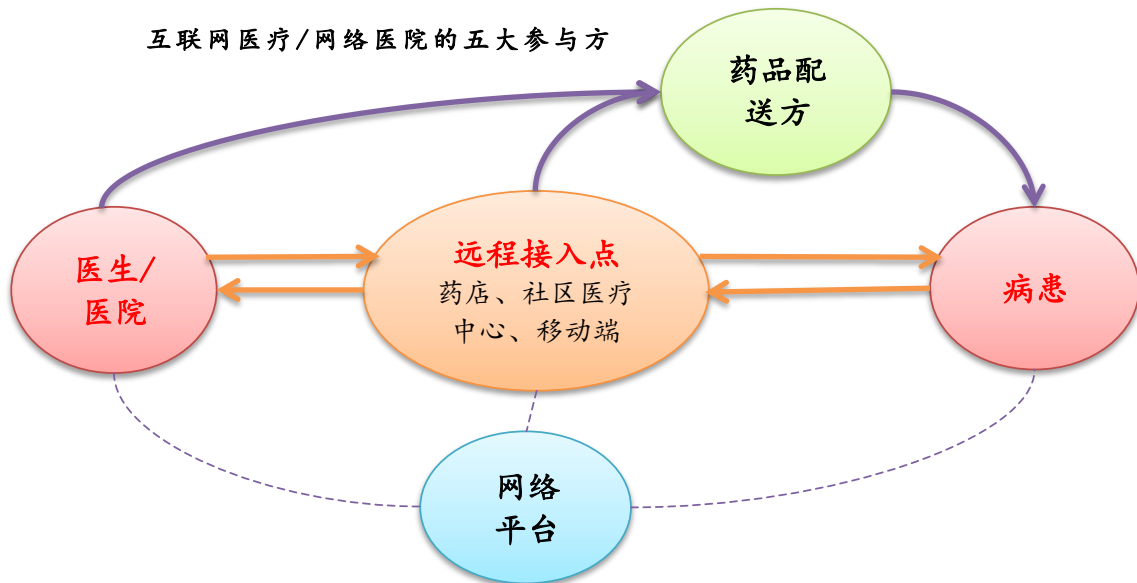 互联网医疗/网络医院的五大参与方
药品配
送方
医生/
医院
远程接入点
药店、社区医疗
中心、移动端
病患
网络
平台